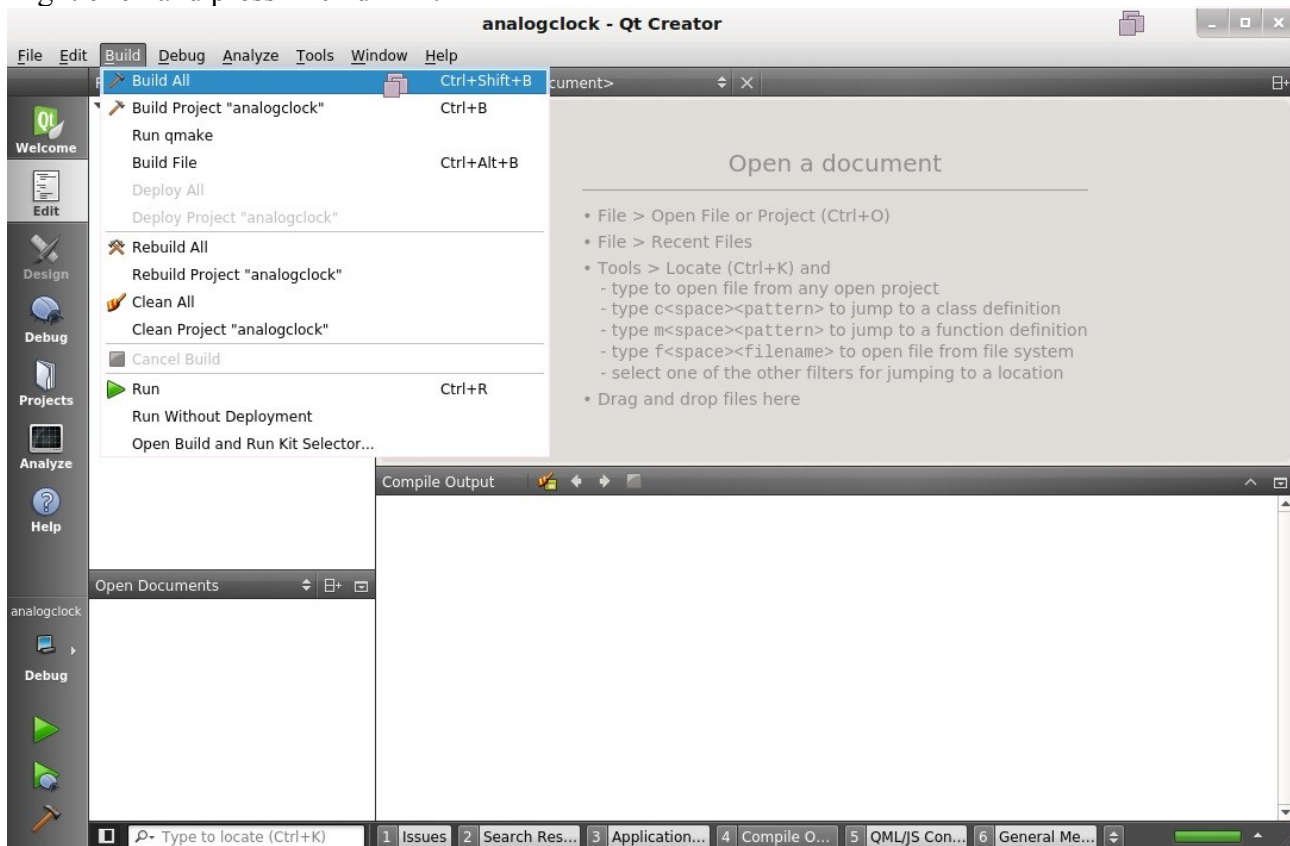 analogclock - Qt Creator
File Edit Build Debug Analyze Tools Window Help
Build All Ctrl+Shift+B
cument>
Build Project "analogclock" Ctrl+B
Run qmake
Build File Ctrl+Alt+B
Deploy All
Deploy Project "analogclock"
Rebuild All
Rebuild Project "analogclock"
Clean All
Clean Project "analogclock"
Cancel Build
Run Ctrl+R
Run Without Deployment
Open Build and Run Kit Selector...
Qt
Welcome
Edit
Design
Debug
Projects
Analyze
Help
Open a document
• File > Open File or Project (Ctrl+O)
• File > Recent Files
• Tools > Locate (Ctrl+K) and
- type to open file from any open project
- type c<space><pattern> to jump to a class definition
- type m<space><pattern> to jump to a function definition
- type f<space><filename> to open file from file system
- select one of the other filters for jumping to a location
• Drag and drop files here
Compile Output
Open Documents
analogclock
Debug
Type to locate (Ctrl+K)
1 Issues 2 Search Res... 3 Application... 4 Compile O... 5 QML/JS Con... 6 General Me...